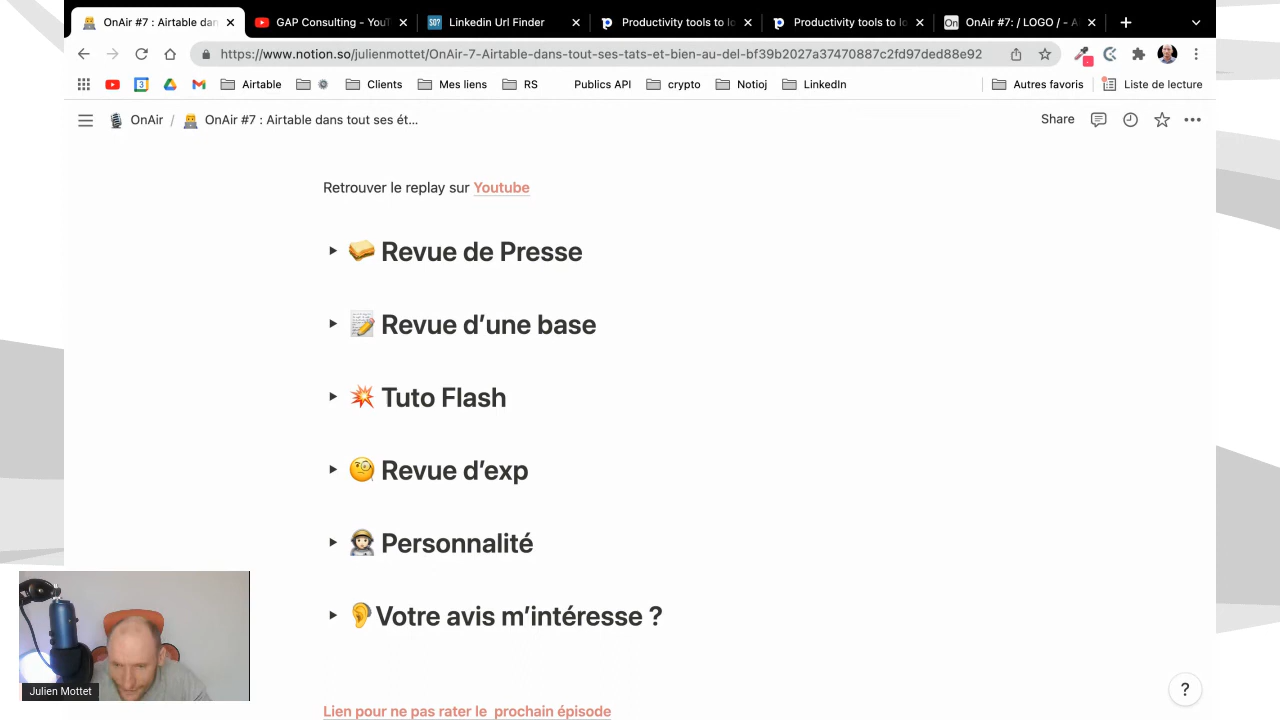 OnAir #7 : Airtable dan
GAP Consulting - YouT
Linkedin Url Finder
Productivity tools to lo
Productivity tools to lo
OnAir #7: / LOGO / - A
https://www.notion.so/julienmottet/OnAir-7-Airtable-dans-tout-ses-tats-et-bien-au-del-bf39b2027a37470887c2fd97ded88e92
Airtable
Clients
Mes liens
RS
Publics API
crypto
Notioj
LinkedIn
Autres favoris
Liste de lecture
OnAir / OnAir #7 : Airtable dans tout ses ét...
Share
Retrouver le replay sur Youtube
Revue de Presse
Revue d’une base
Tuto Flash
Revue d’exp
Personnalité
Votre avis m’intéresse ?
Lien pour ne pas rater le prochain épisode
Julien Mottet
?